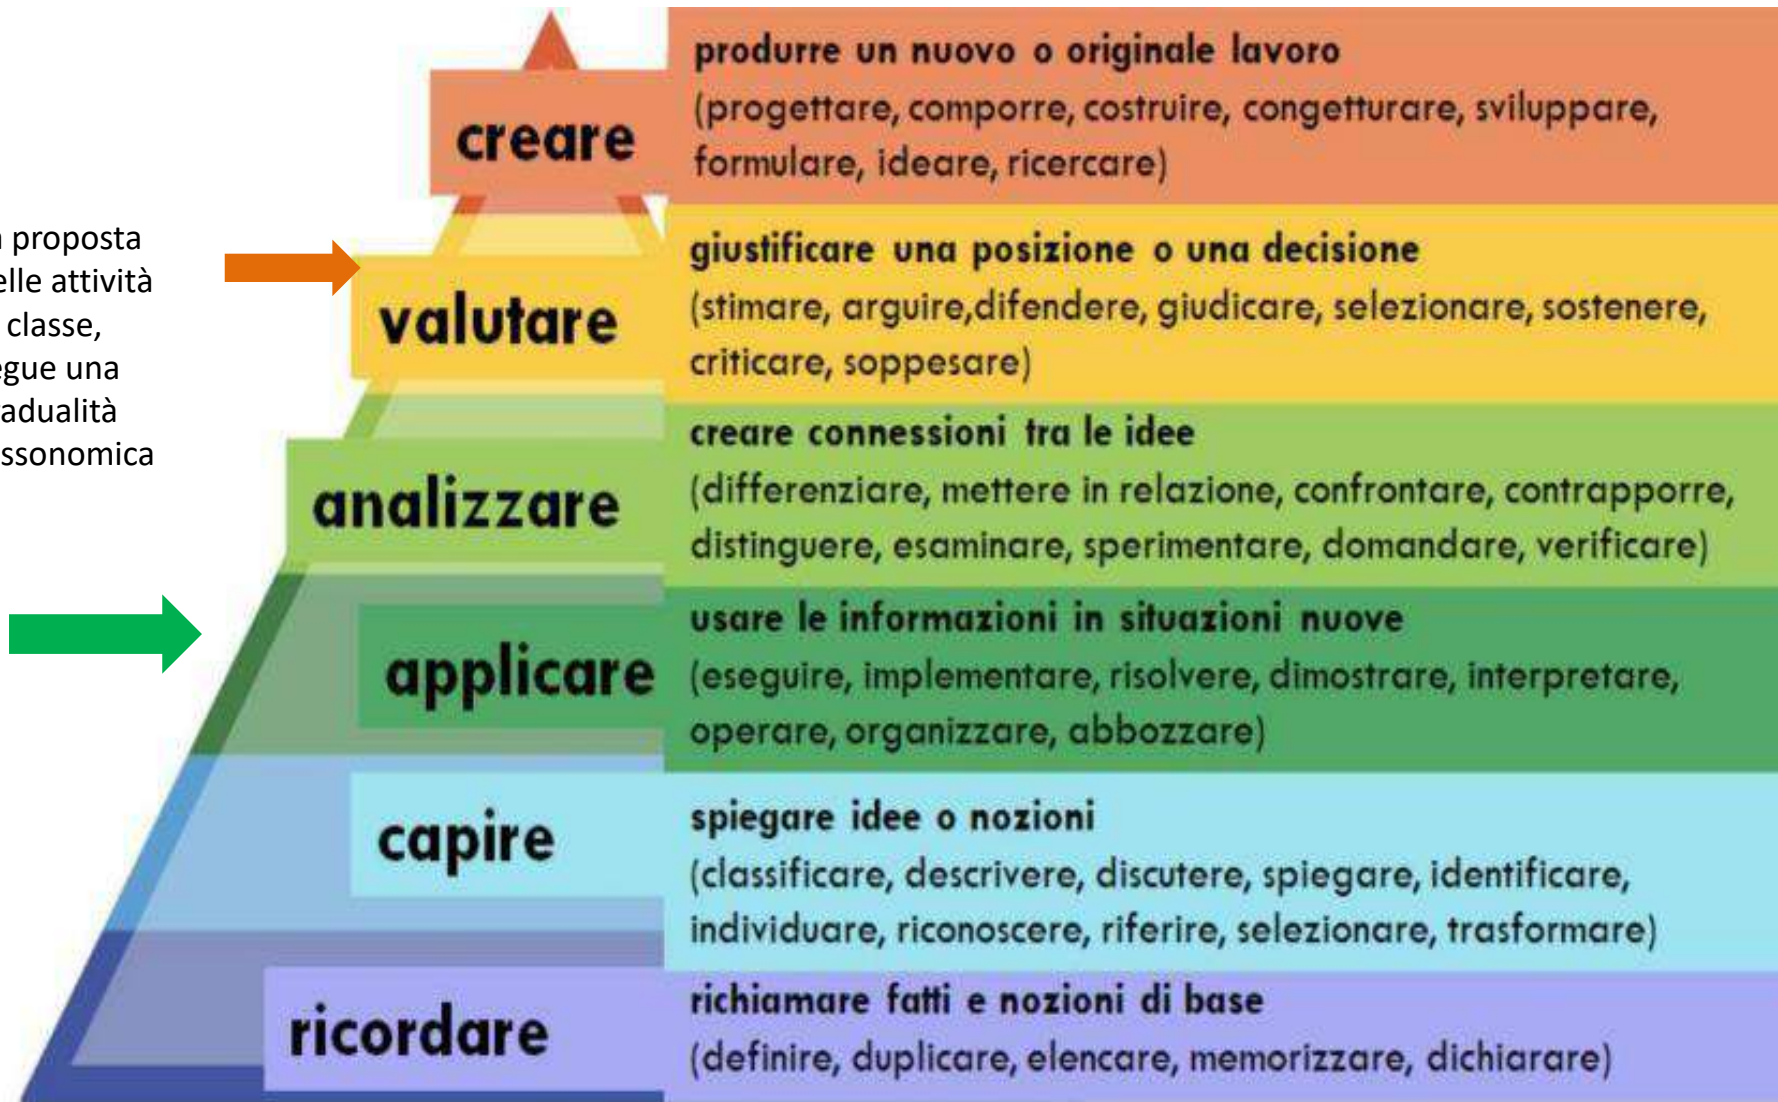 creare
produrre un nuovo o originale lavoro
(progettare, comporre, costruire, congetturare, sviluppare,
formulare, ideare, ricercare)
proposta
elle attività
classe,
egue una
adualità
ssonomica
valutare
giustificare una posizione o una decisione
(stimare, arguire,difendere, giudicare, selezionare, sostenere,
criticare, soppesare)
analizzare
creare connessioni tra le idee
(differenziare, mettere in relazione, confrontare, contrapporre,
distinguere, esaminare, sperimentare, domandare, verificare)
applicare
usare le informazioni in situazioni nuove
(eseguire, implementare, risolvere, dimostrare, interpretare,
operare, organizzare, abbozzare)
capire
spiegare idee o nozioni
(classificare, descrivere, discutere, spiegare, identificare,
individuare, riconoscere, riferire, selezionare, trasformare)
ricordare
richiamare fatti e nozioni di base
(definire, duplicare, elencare, memorizzare, dichiarare)